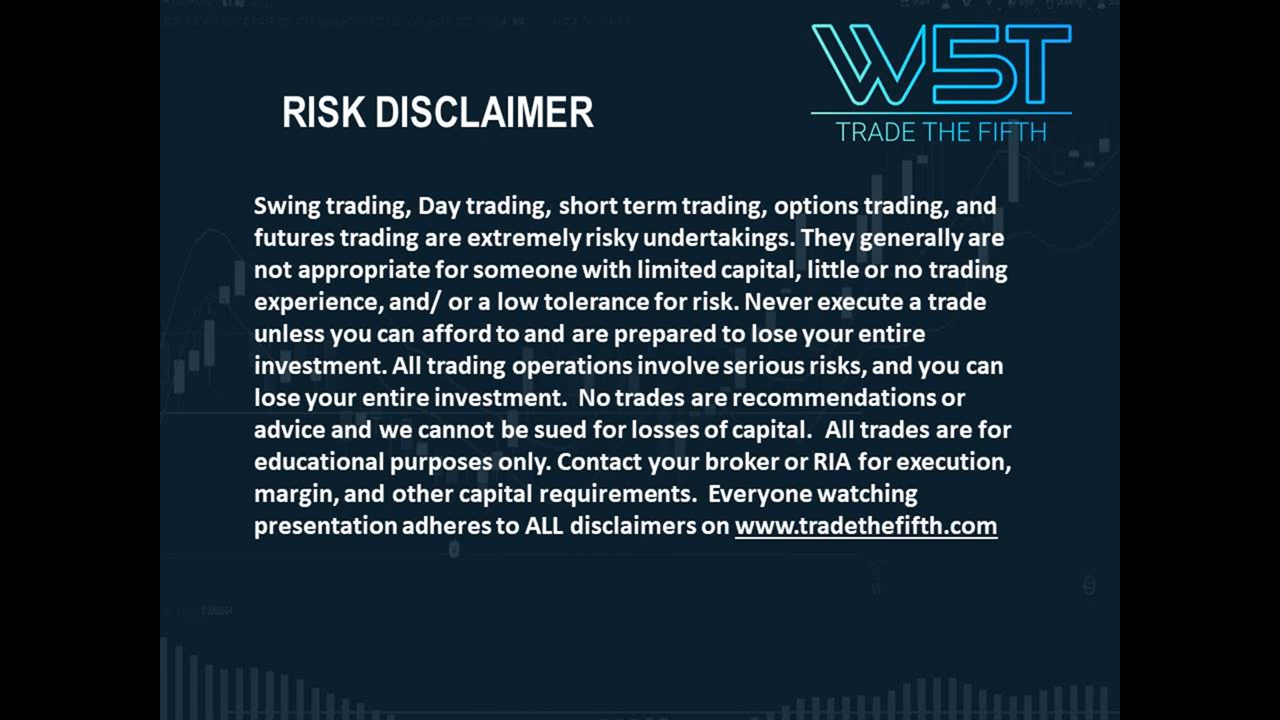 W5T
TRADE THE FIFTH
RISK DISCLAIMER
Swing trading, Day trading, short term trading, options trading, and
futures trading are extremely risky undertakings. They generally are
not appropriate for someone with limited capital, little or no trading
experience, and/ or a low tolerance for risk. Never execute a trade
unless you can afford to and are prepared to lose your entire
investment. All trading operations involve serious risks, and you can
lose your entire investment.  No trades are recommendations or
advice and we cannot be sued for losses of capital.  All trades are for
educational purposes only. Contact your broker or RIA for execution,
margin, and other capital requirements.  Everyone watching
presentation adheres to ALL disclaimers on www.tradethefifth.com